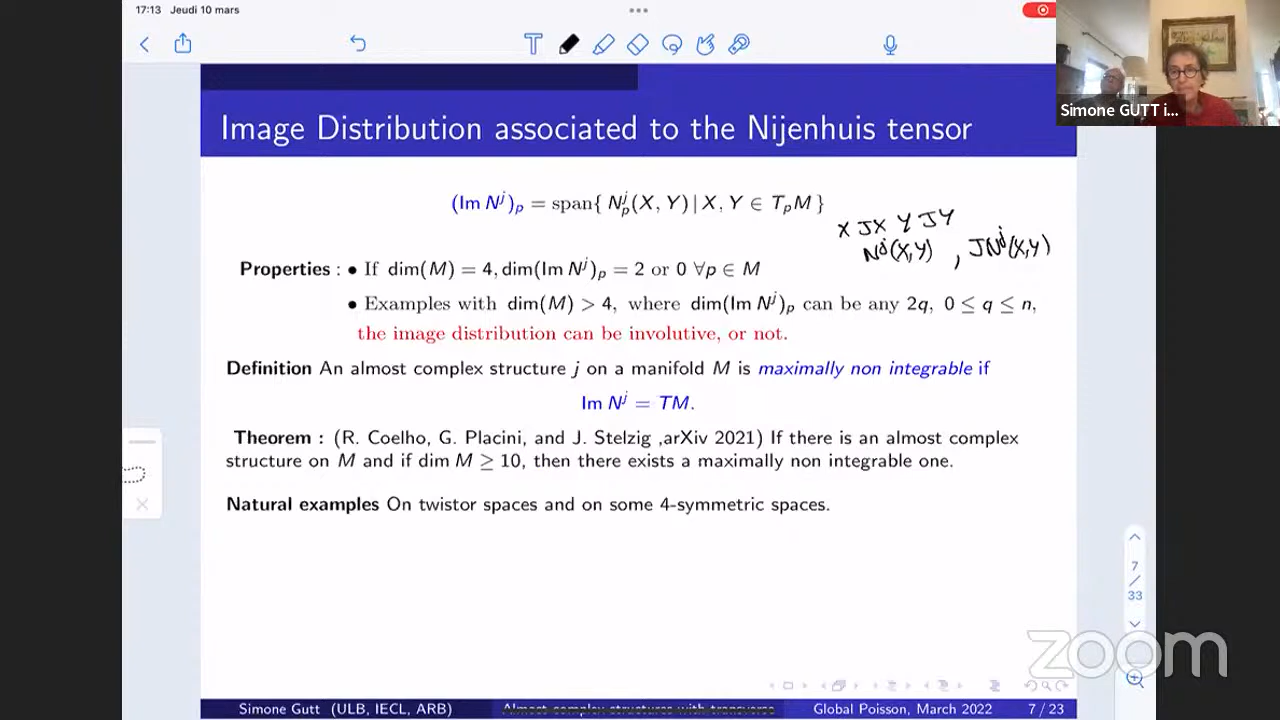 17:13 Jeudi 10 mars
Simone GUTT i...
Image Distribution associated to the Nijenhuis tensor
(Im N^j)_p = span{ N^j_p(X, Y) | X, Y ∈ T_pM }
X JX Y JY
N^j(X,Y) , JN^j(X,Y)
Properties : • If dim(M) = 4, dim(Im N^j)_p = 2 or 0 ∀p ∈ M
• Examples with dim(M) > 4, where dim(Im N^j)_p can be any 2q, 0 ≤ q ≤ n,
the image distribution can be involutive, or not.
Definition An almost complex structure j on a manifold M is maximally non integrable if
Im N^j = TM.
Theorem : (R. Coelho, G. Placini, and J. Stelzig ,arXiv 2021) If there is an almost complex
structure on M and if dim M ≥ 10, then there exists a maximally non integrable one.
Natural examples On twistor spaces and on some 4-symmetric spaces.
7
/
33
zoom
Simone Gutt (ULB, IECL, ARB) Almost complex structures with transverse Global Poisson, March 2022 7 / 23